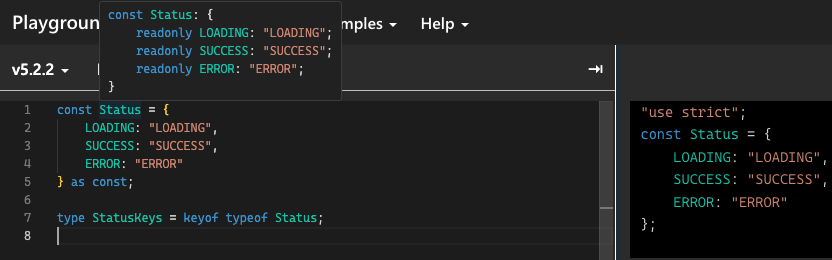 const Status: {
    readonly LOADING: "LOADING";
    readonly SUCCESS: "SUCCESS";
    readonly ERROR: "ERROR";
}
Help
v5.2.2
1 const Status = {
2     LOADING: "LOADING",
3     SUCCESS: "SUCCESS",
4     ERROR: "ERROR"
5 } as const;
6
7 type StatusKeys = keyof typeof Status;
8
"use strict";
const Status = {
    LOADING: "LOADING",
    SUCCESS: "SUCCESS",
    ERROR: "ERROR"
};